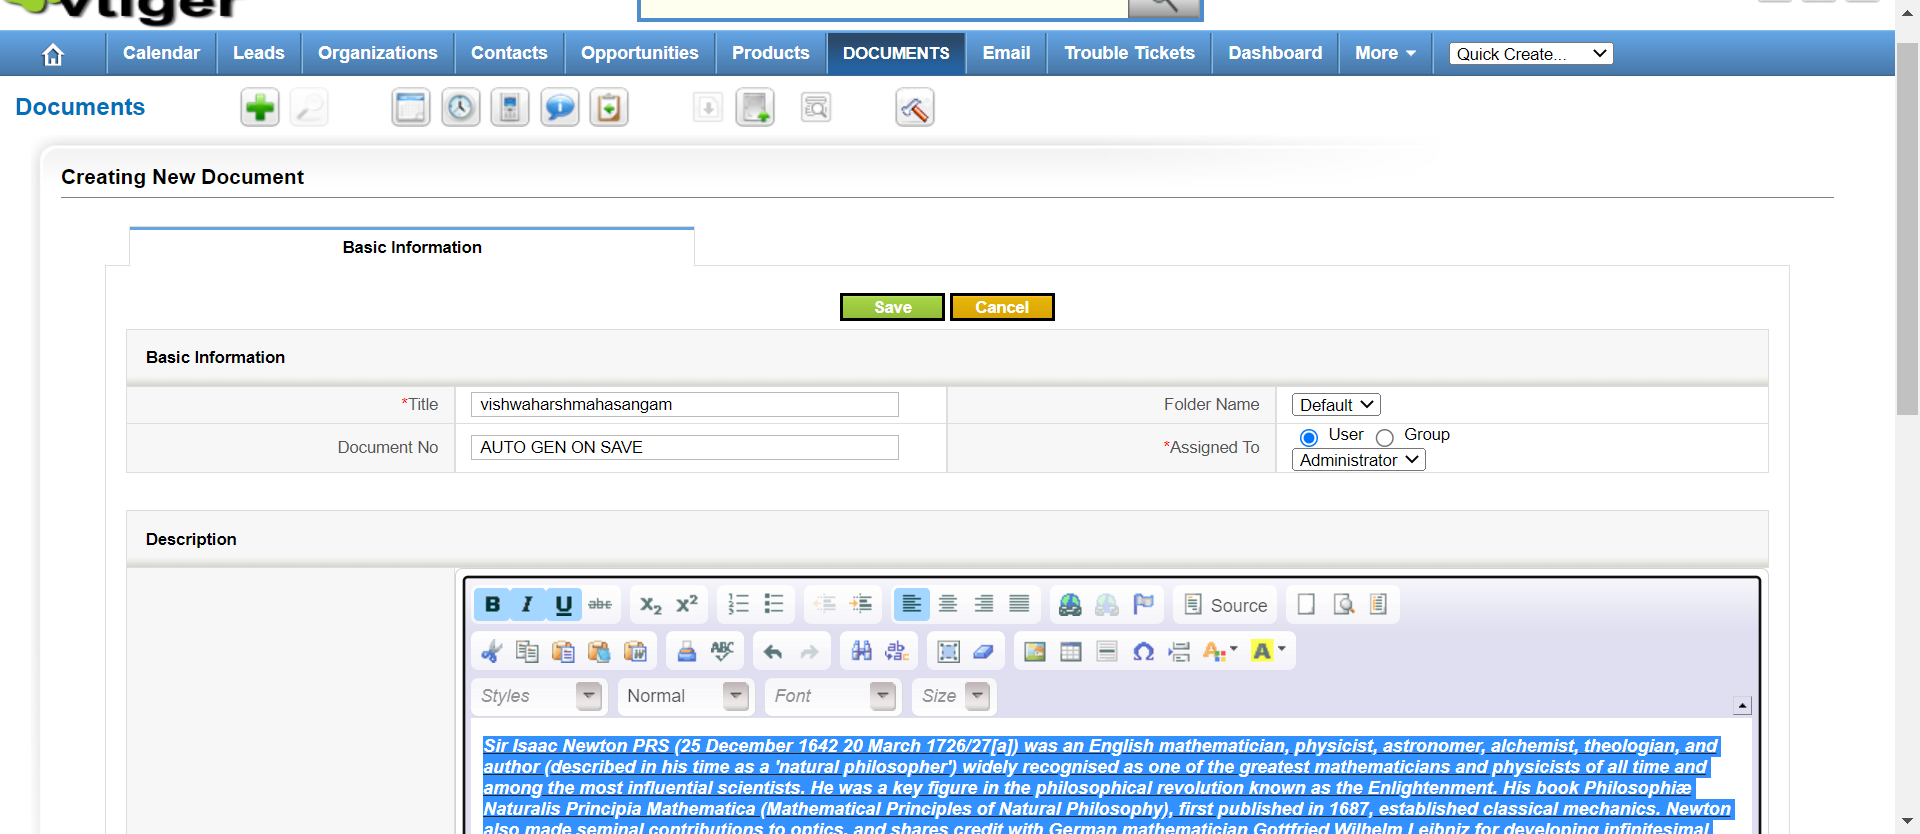 vtiger
Calendar Leads Organizations Contacts Opportunities Products DOCUMENTS Email Trouble Tickets Dashboard More Quick Create...
Documents
Creating New Document
Basic Information
Save Cancel
Basic Information
*Title vishwaharshmahasangam Folder Name Default
Document No AUTO GEN ON SAVE *Assigned To User Group
Administrator
Description
B I U abc X2 X2 Source
ABC
Styles Normal Font Size
Sir Isaac Newton PRS (25 December 1642 20 March 1726/27[a]) was an English mathematician, physicist, astronomer, alchemist, theologian, and
author (described in his time as a 'natural philosopher') widely recognised as one of the greatest mathematicians and physicists of all time and
among the most influential scientists. He was a key figure in the philosophical revolution known as the Enlightenment. His book Philosophiæ
Naturalis Principia Mathematica (Mathematical Principles of Natural Philosophy), first published in 1687, established classical mechanics. Newton
also made seminal contributions to optics, and shares credit with German mathematician Gottfried Wilhelm Leibniz for developing infinitesimal